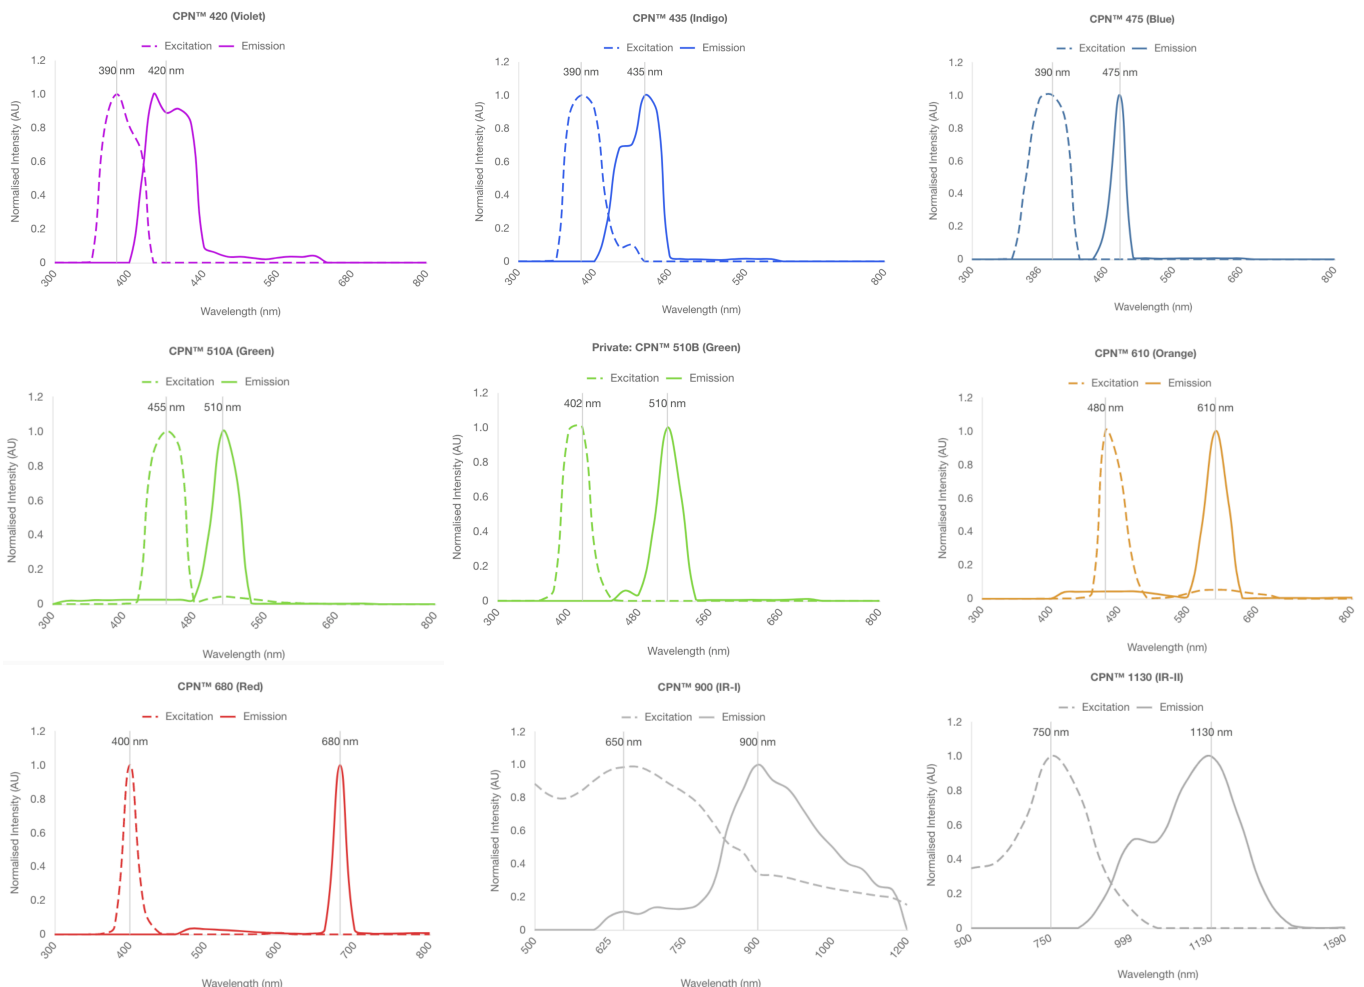 CPN™ 420 (Violet)
Excitation Emission
390 nm 420 nm
Normalised Intensity (AU)
1.2
1.0
0.8
0.6
0.4
0.2
0
300 400 440 560 680 800
Wavelength (nm)
CPN™ 435 (Indigo)
Excitation Emission
390 nm 435 nm
Normalised Intensity (AU)
1.2
1.0
0.8
0.6
0.4
0.2
0
300 400 460 580 800
Wavelength (nm)
CPN™ 475 (Blue)
Excitation Emission
390 nm 475 nm
Normalised Intensity (AU)
1.2
1.0
0.8
0.6
0.4
0.2
0
300 386 460 560 660 800
Wavelength (nm)
CPN™ 510A (Green)
Excitation Emission
455 nm 510 nm
Normalised Intensity (AU)
1.2
1.0
0.8
0.6
0.4
0.2
0
300 400 480 560 660 800
Wavelength (nm)
Private: CPN™ 510B (Green)
Excitation Emission
402 nm 510 nm
Normalised Intensity (AU)
1.2
1.0
0.8
0.6
0.4
0.2
0
300 400 480 560 660 800
Wavelength (nm)
CPN™ 610 (Orange)
Excitation Emission
480 nm 610 nm
Normalised Intensity (AU)
1.2
1.0
0.8
0.6
0.4
0.2
0
300 400 490 580 660 800
Wavelength (nm)
CPN™ 680 (Red)
Excitation Emission
400 nm 680 nm
Normalised Intensity (AU)
1.2
1.0
0.8
0.6
0.4
0.2
0
300 400 500 600 700 800
Wavelength (nm)
CPN™ 900 (IR-I)
Excitation Emission
650 nm 900 nm
Normalised Intensity (AU)
1.2
1.0
0.8
0.6
0.4
0.2
0
500 625 750 900 1000 1200
Wavelength (nm)
CPN™ 1130 (IR-II)
Excitation Emission
750 nm 1130 nm
Normalised Intensity (AU)
1.2
1.0
0.8
0.6
0.4
0.2
0
500 750 999 1130 1590
Wavelength (nm)